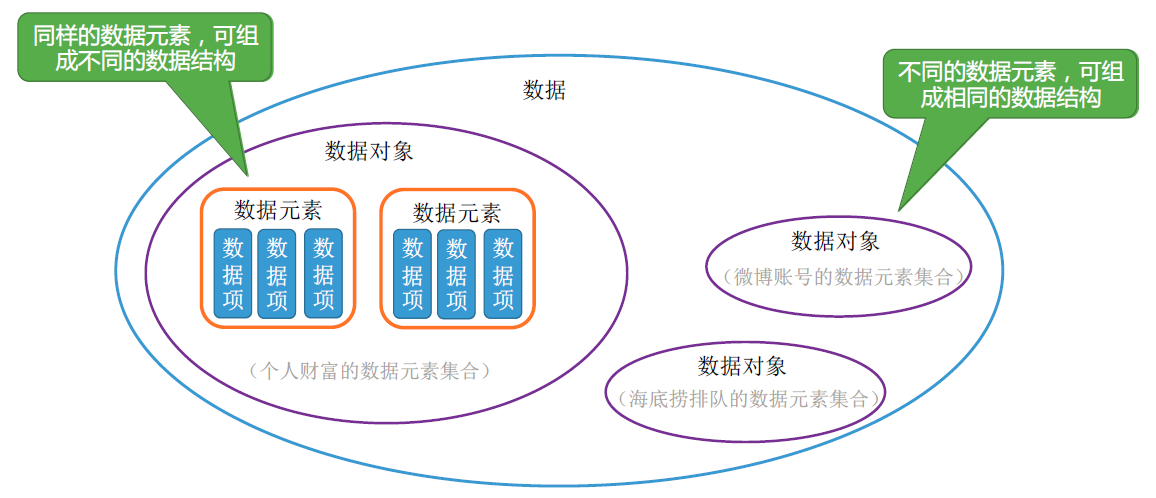 同样的数据元素，可组
成不同的数据结构
不同的数据元素，可组
成相同的数据结构
数据
数据对象
数据元素
数据项
数据项
数据项
数据元素
数据项
数据项
数据项
（个人财富的数据元素集合）
数据对象
（微博账号的数据元素集合）
数据对象
（海底捞排队的数据元素集合）